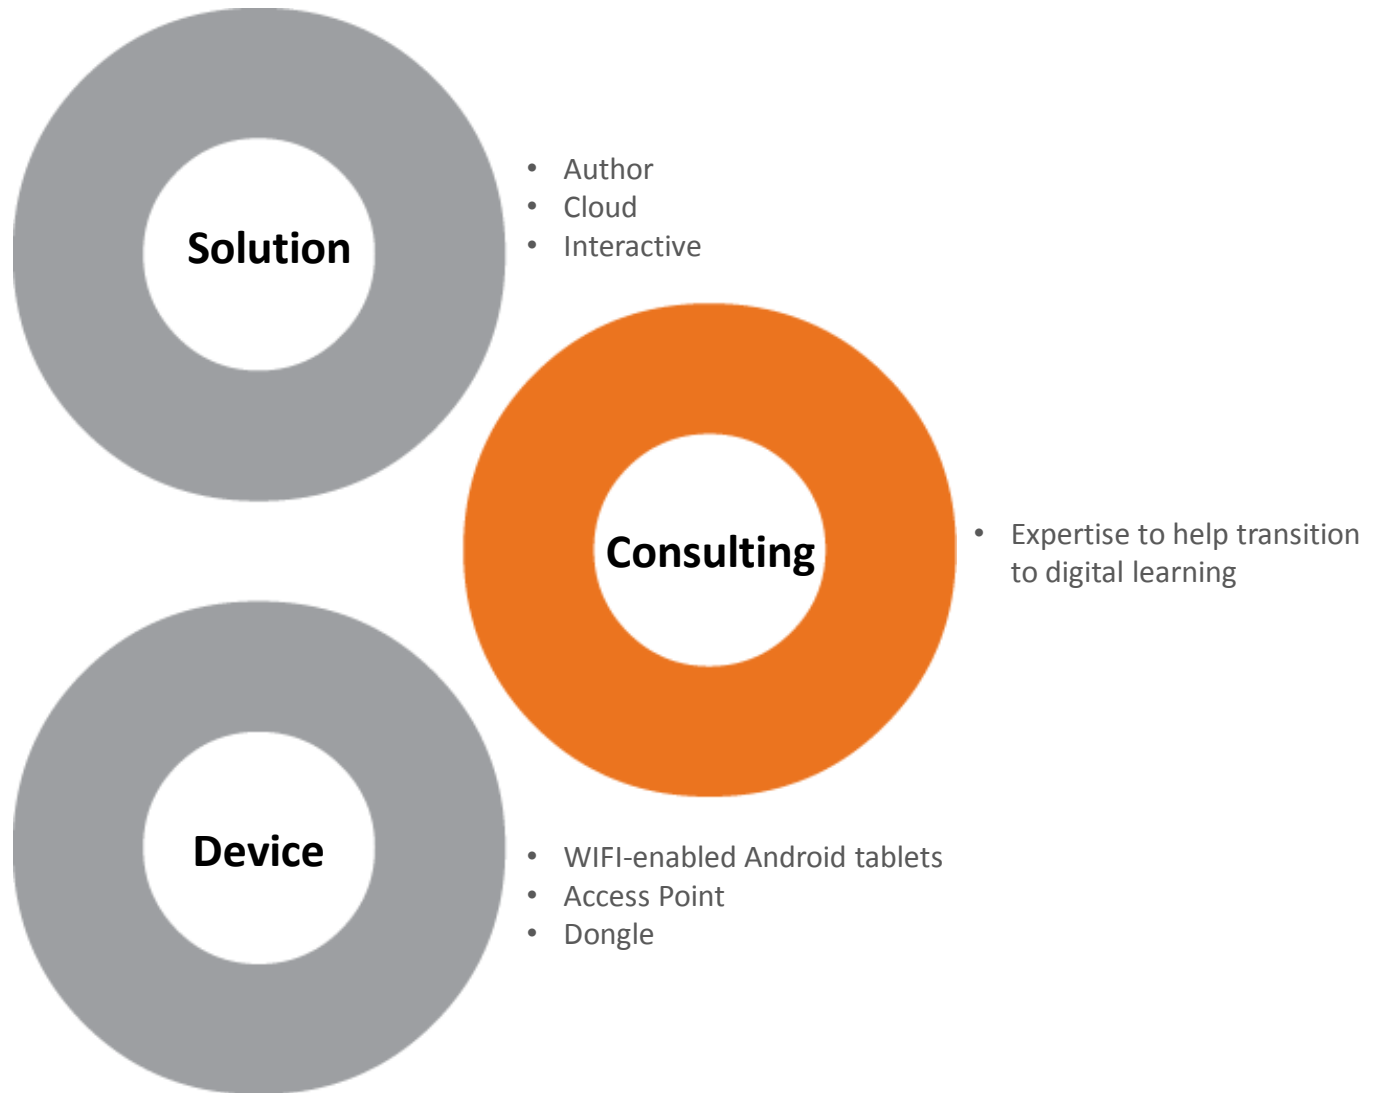 Solution
• Author
• Cloud
• Interactive
Consulting
• Expertise to help transition
to digital learning
Device
• WIFI-enabled Android tablets
• Access Point
• Dongle